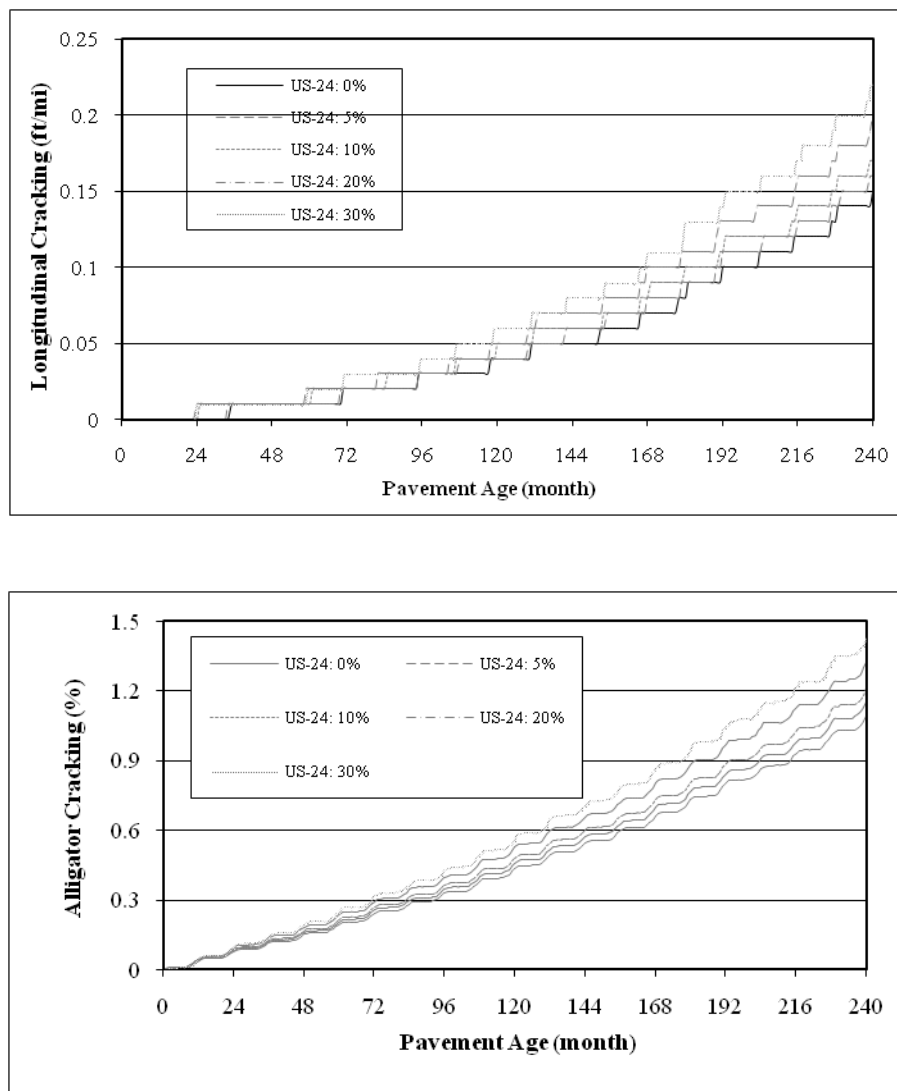 0.25
0.2
0.15
0.1
0.05
0
Longitudinal Cracking (ft/mi)
US-24: 0%
US-24: 5%
US-24: 10%
US-24: 20%
US-24: 30%
0 24 48 72 96 120 144 168 192 216 240
Pavement Age (month)
1.5
1.2
0.9
0.6
0.3
0
Alligator Cracking (%)
US-24: 0% US-24: 5%
US-24: 10% US-24: 20%
US-24: 30%
0 24 48 72 96 120 144 168 192 216 240
Pavement Age (month)